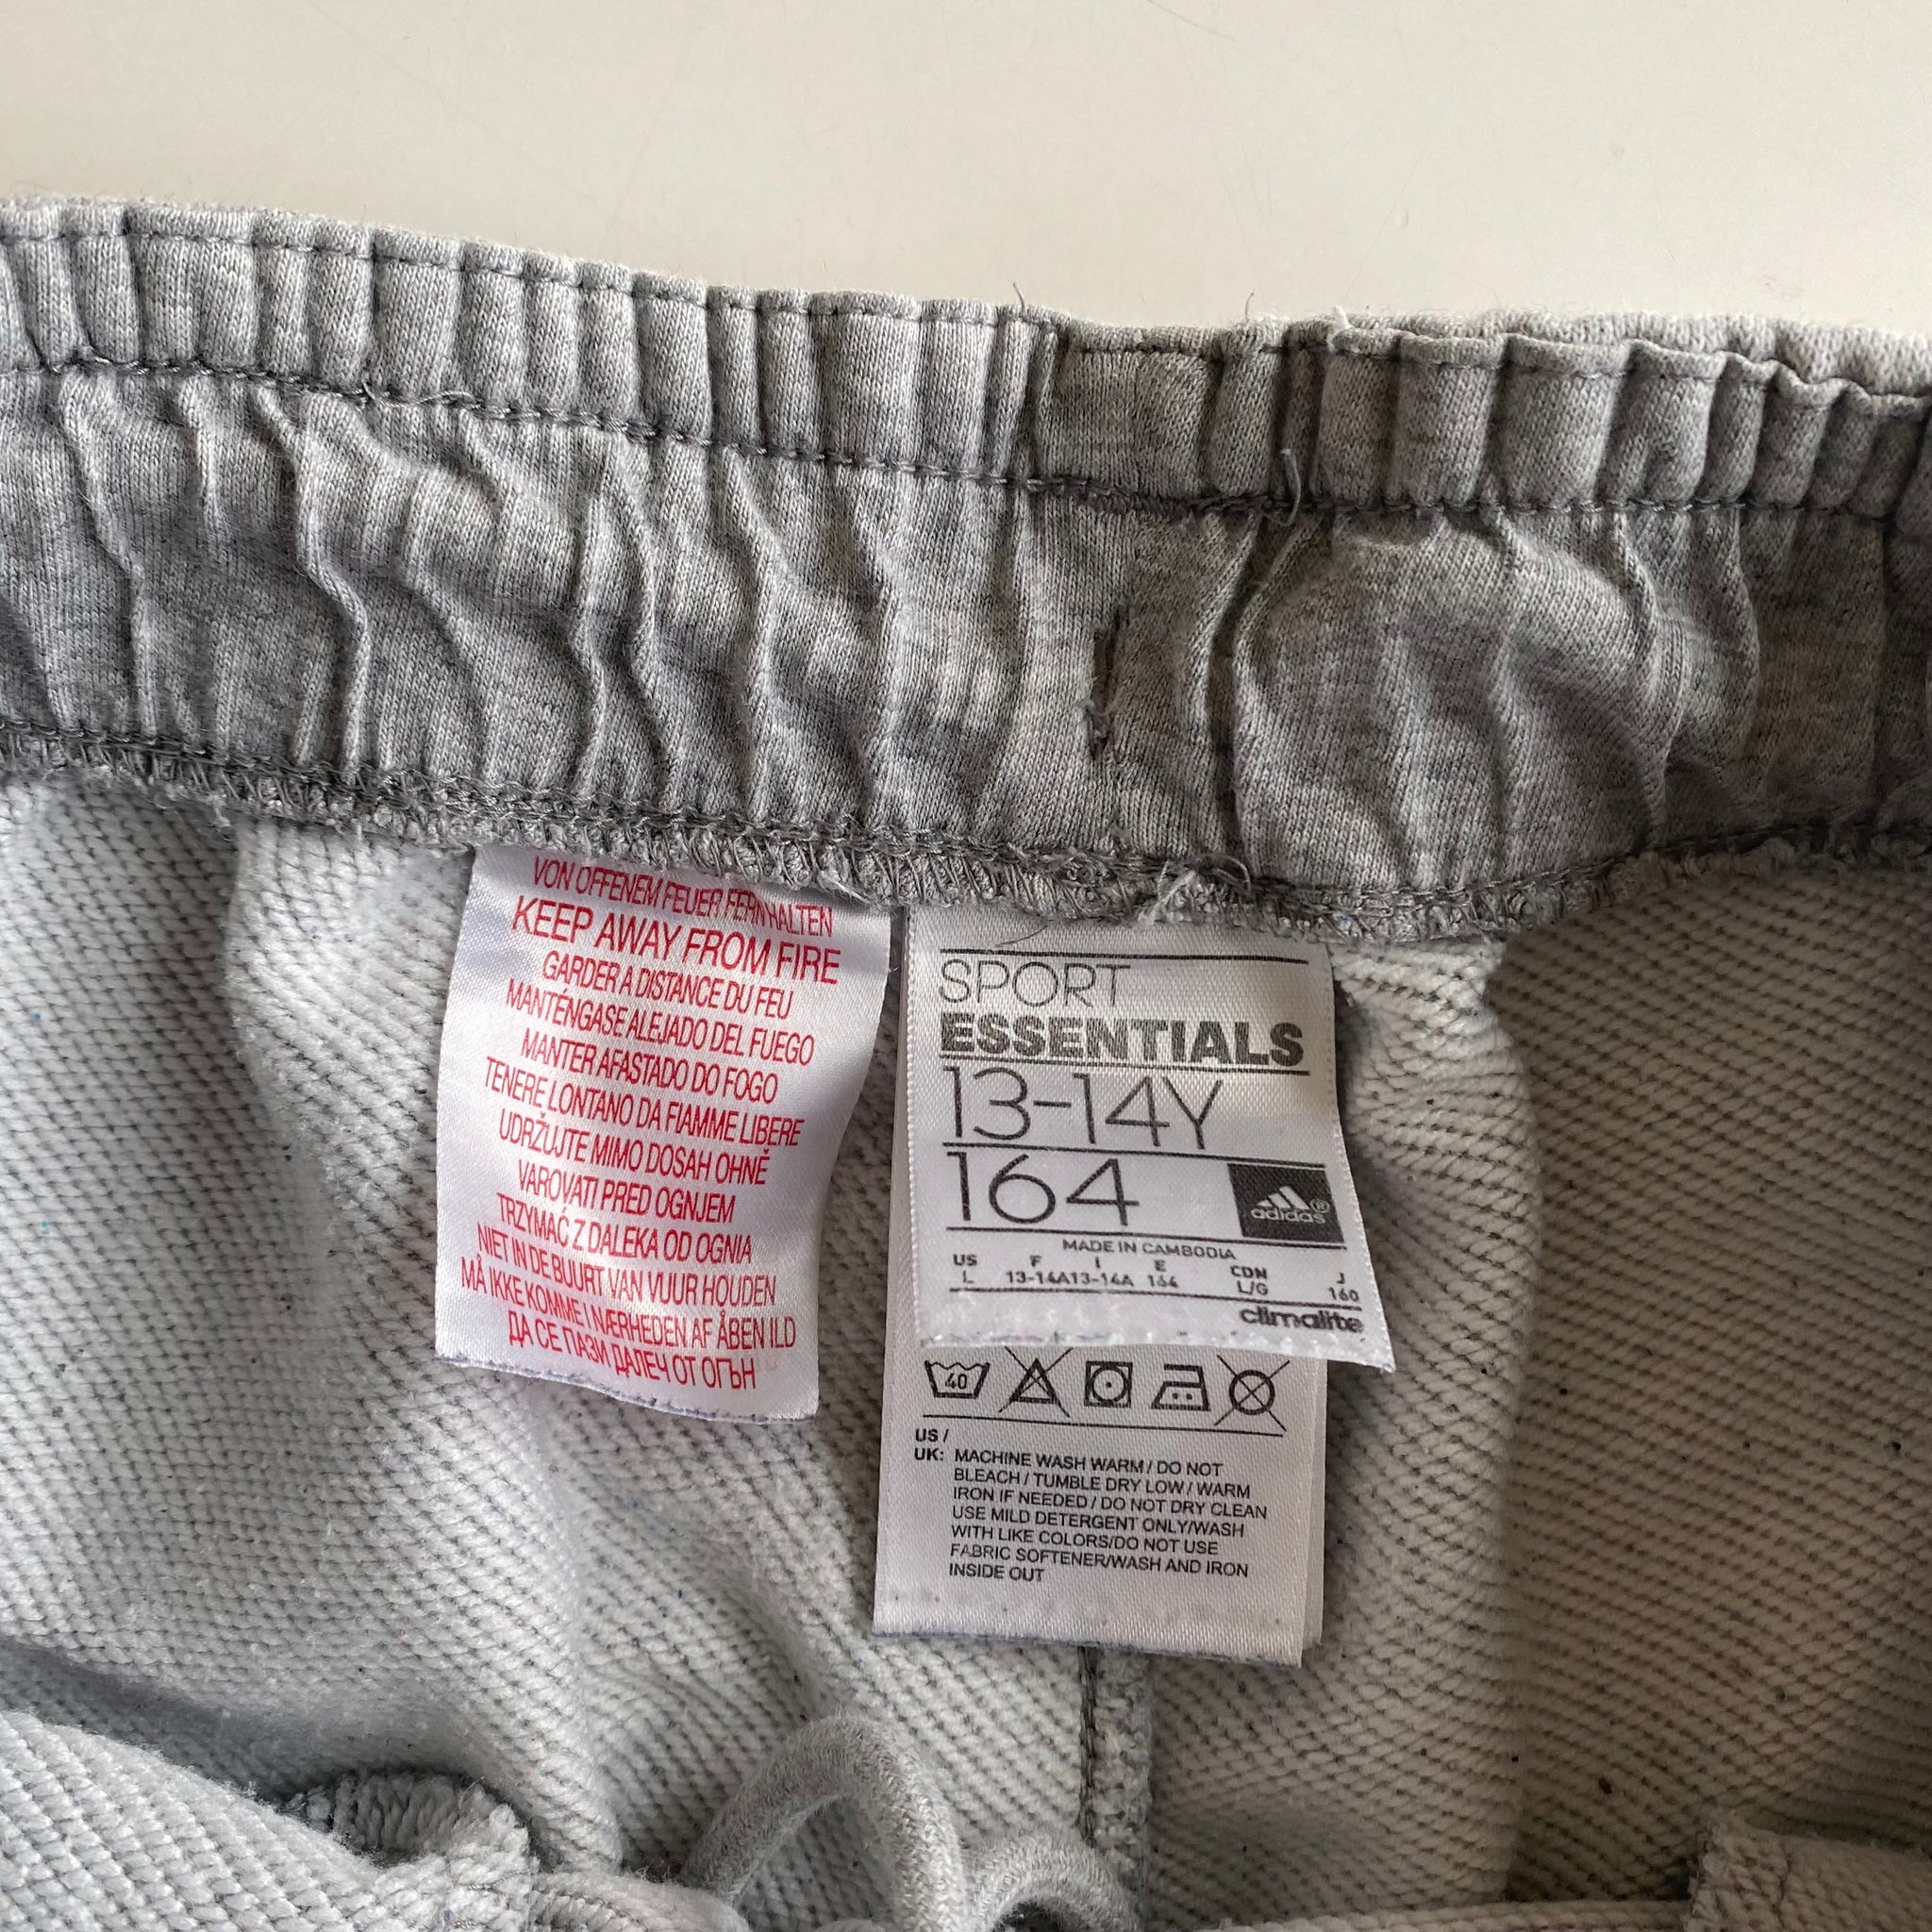 VON OFFENEM FEUER FERNHALTEN
KEEP AWAY FROM FIRE
GARDER A DISTANCE DU FEU
MANTÉNGASE ALEJADO DEL FUEGO
MANTER AFASTADO DO FOGO
TENERE LONTANO DA FIAMME LIBERE
UDRŽUJTE MIMO DOSAH OHNĚ
VAROVATI PRED OGNJEM
TRZYMAĆ Z DALEKA OD OGNIA
NIET IN DE BUURT VAN VUUR HOUDEN
MÅ IKKE KOMME I NÆRHEDEN AF ÅBEN ILD
ДА СЕ ПАЗИ ДАЛЕЧ ОТ ОГЪН
SPORT
ESSENTIALS
13-14Y
164
adidas®
MADE IN CAMBODIA
US F I E CDN J
L 13-14A 13-14A 164 L/G 160
climalite
40
US /
UK: MACHINE WASH WARM / DO NOT
BLEACH / TUMBLE DRY LOW / WARM
IRON IF NEEDED / DO NOT DRY CLEAN
USE MILD DETERGENT ONLY/WASH
WITH LIKE COLORS/DO NOT USE
FABRIC SOFTENER/WASH AND IRON
INSIDE OUT